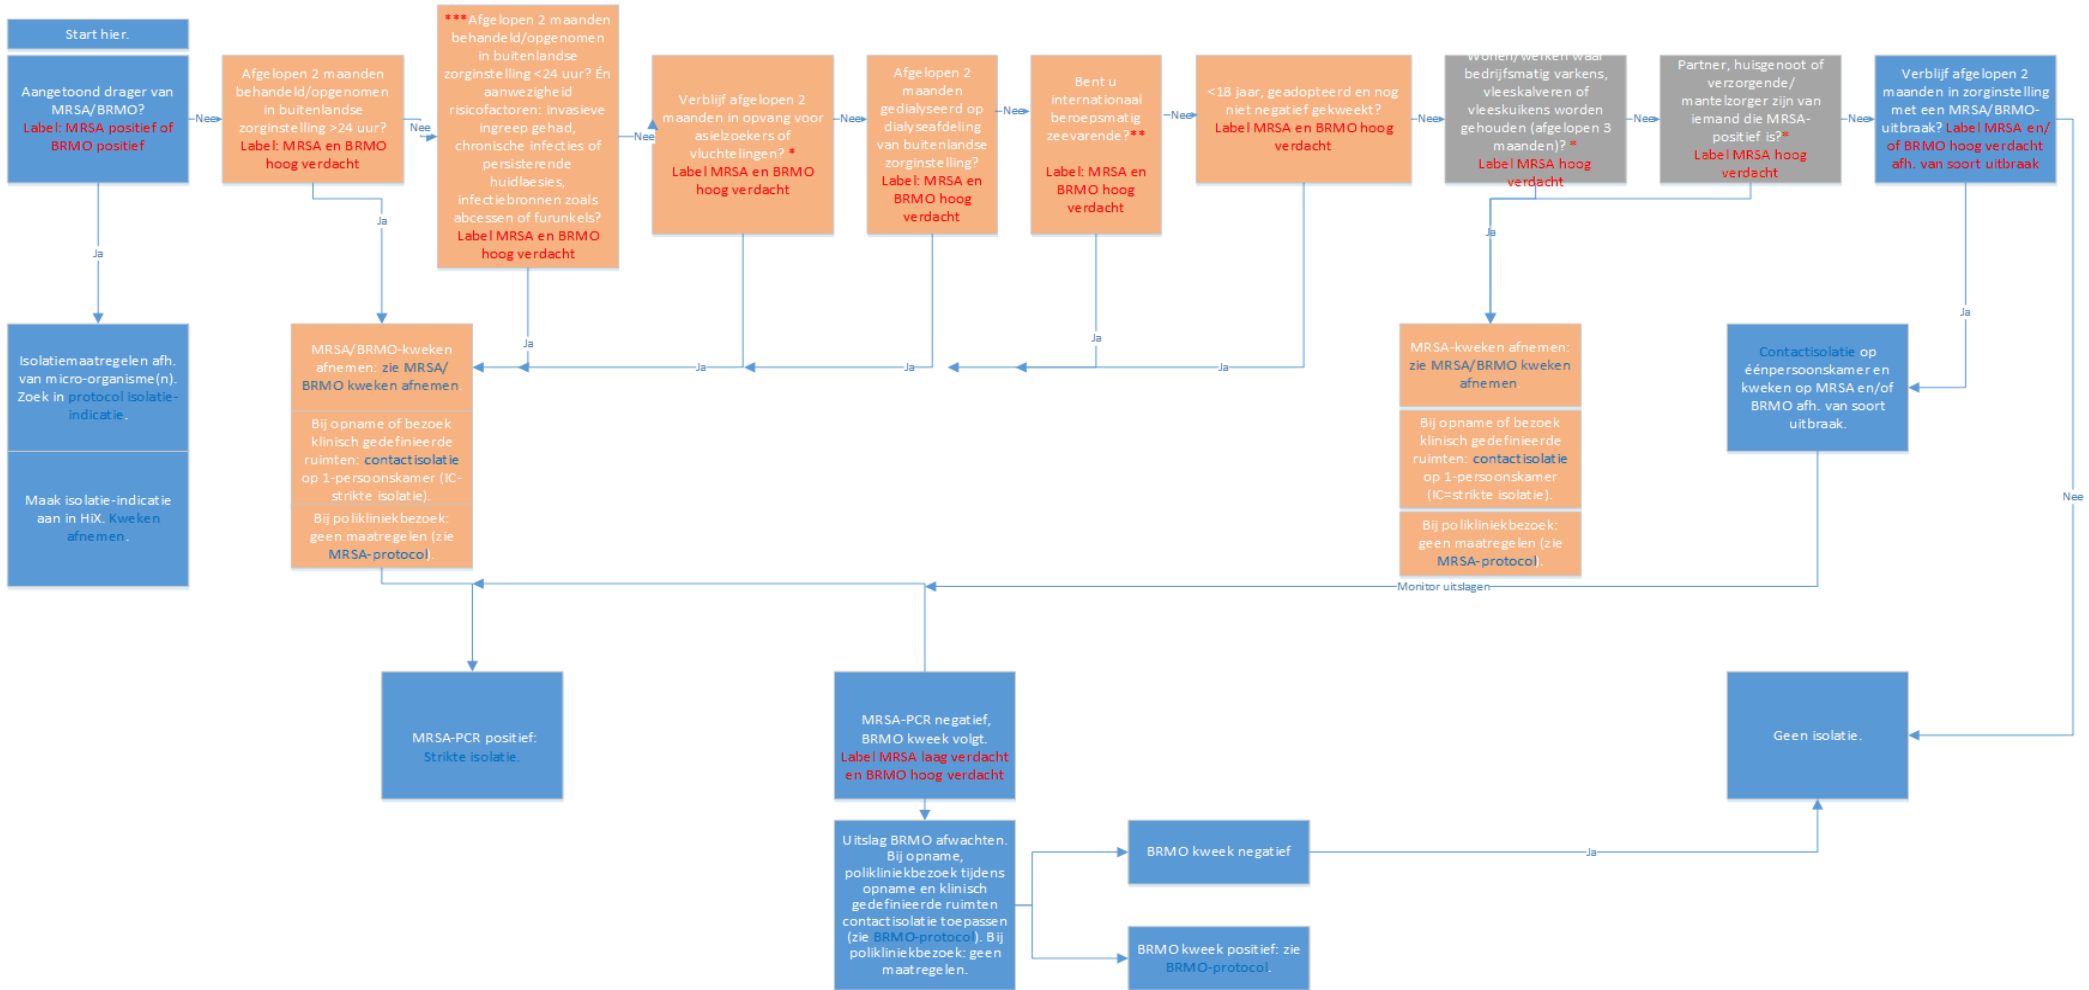 Start hier.
Aangetoond drager van
MRSA/BRMO?
Label: MRSA positief of
BRMO positief
Nee
Afgelopen 2 maanden
behandeld/opgenomen
in buitenlandse
zorginstelling >24 uur?
Label: MRSA en BRMO
hoog verdacht
Nee
***Afgelopen 2 maanden
behandeld/opgenomen
in buitenlandse
zorginstelling <24 uur? Én
aanwezigheid
risicofactoren: invasieve
ingreep gehad,
chronische infecties of
persisterende
huidlaesies,
infectiebronnen zoals
abcessen of furunkels?
Label MRSA en BRMO
hoog verdacht
Nee
Verblijf afgelopen 2
maanden in opvang voor
asielzoekers of
vluchtelingen? *
Label MRSA en BRMO
hoog verdacht
Nee
Afgelopen 2
maanden
gedialyseerd op
dialyseafdeling
van buitenlandse
zorginstelling?
Label: MRSA en
BRMO hoog
verdacht
Nee
Bent u
internationaal
beroepsmatig
zeevarende?**
Label: MRSA en
BRMO hoog
verdacht
Nee
<18 jaar, geadopteerd en nog
niet negatief gekweekt?
Label MRSA en BRMO hoog
verdacht
Nee
Wonen/werken waar
bedrijfsmatig varkens,
vleeskalveren of
vleeskuikens worden
gehouden (afgelopen 3
maanden)? *
Label MRSA hoog
verdacht
Nee
Partner, huisgenoot of
verzorgende/
mantelzorger zijn van
iemand die MRSA-
positief is?*
Label MRSA hoog
verdacht
Nee
Verblijf afgelopen 2
maanden in zorginstelling
met een MRSA/BRMO-
uitbraak? Label MRSA en/
of BRMO hoog verdacht
afh. van soort uitbraak
Ja
Ja
Ja
Ja
Ja
Ja
Ja
Ja
Ja
Nee
Isolatiemaatregelen afh.
van micro-organisme(n).
Zoek in protocol isolatie-
indicatie.
Maak isolatie-indicatie
aan in HiX. Kweken
afnemen.
MRSA/BRMO-kweken
afnemen: zie MRSA/
BRMO kweken afnemen
Bij opname of bezoek
klinisch gedefinieerde
ruimten: contactisolatie
op 1-persoonskamer (IC-
strikte isolatie).
Bij polikliniekbezoek:
geen maatregelen (zie
MRSA-protocol).
MRSA-kweken afnemen:
zie MRSA/BRMO kweken
afnemen.
Bij opname of bezoek
klinisch gedefinieerde
ruimten: contactisolatie
op 1-persoonskamer
(IC=strikte isolatie).
Bij polikliniekbezoek:
geen maatregelen (zie
MRSA-protocol).
Contactisolatie op
éénpersoonskamer en
kweken op MRSA en/of
BRMO afh. van soort
uitbraak.
Monitor uitslagen
MRSA-PCR positief:
Strikte isolatie.
MRSA-PCR negatief,
BRMO kweek volgt.
Label MRSA laag verdacht
en BRMO hoog verdacht
Geen isolatie.
Uitslag BRMO afwachten.
Bij opname,
polikliniekbezoek tijdens
opname en klinisch
gedefinieerde ruimten
contactisolatie toepassen
(zie BRMO-protocol). Bij
polikliniekbezoek: geen
maatregelen.
BRMO kweek negatief
Ja
BRMO kweek positief: zie
BRMO-protocol.